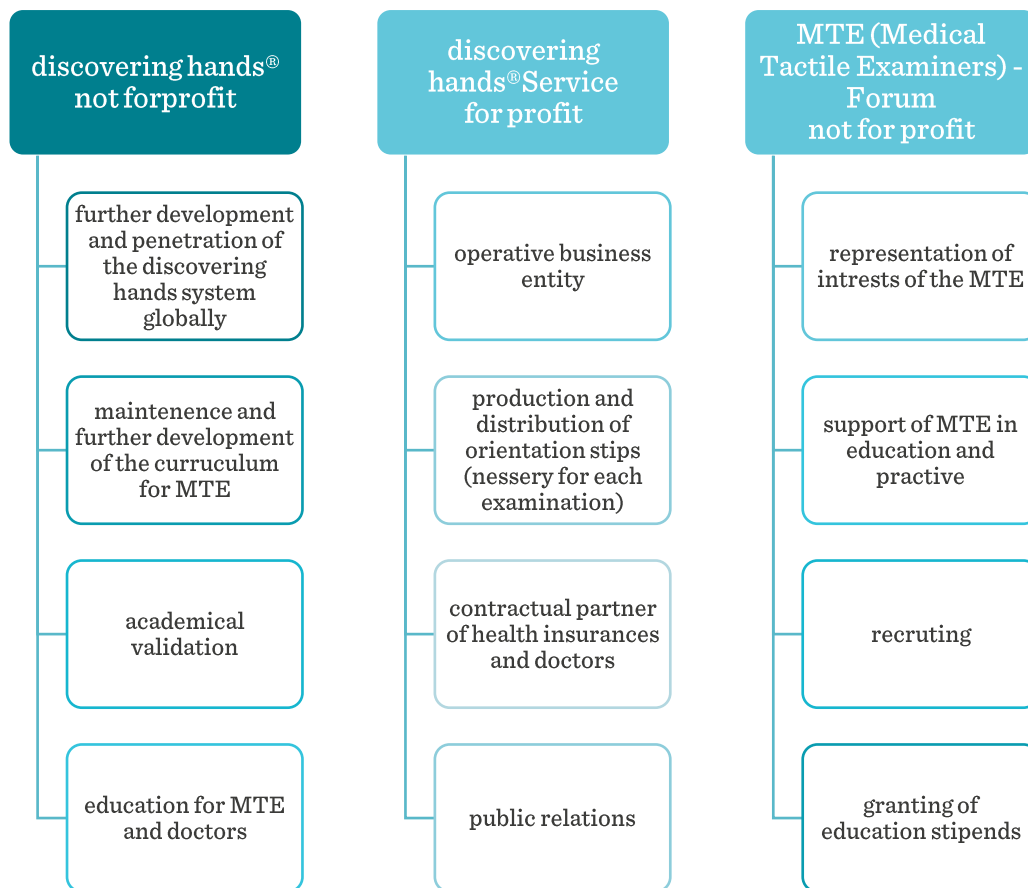 discovering hands®
not forprofit
further development
and penetration of
the discovering
hands system
globally
maintenence and
further development
of the curruculum
for MTE
academical
validation
education for MTE
and doctors
discovering
hands®Service
for profit
operative business
entity
production and
distribution of
orientation stips
(nessery for each
examination)
contractual partner
of health insurances
and doctors
public relations
MTE (Medical
Tactile Examiners) -
Forum
not for profit
representation of
intrests of the MTE
support of MTE in
education and
practive
recruting
granting of
education stipends